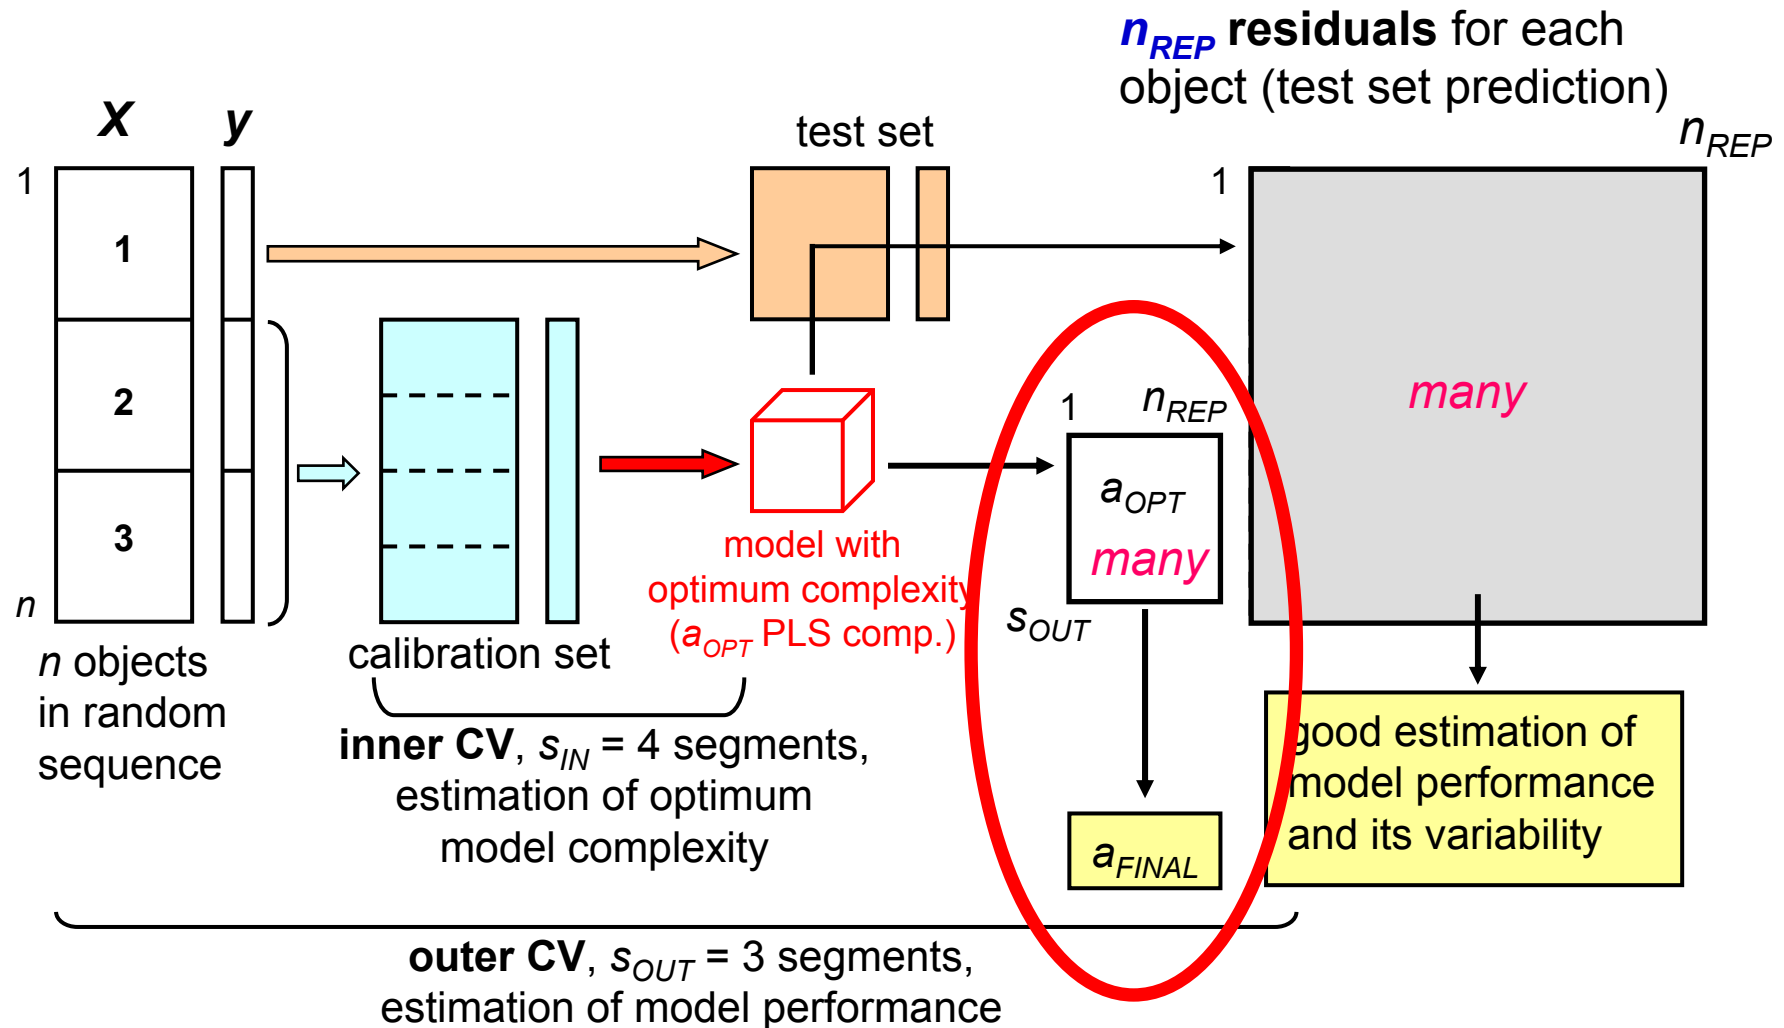 n_REP residuals for each
object (test set prediction)
X
y
test set
n_REP
1
1
1
2
3
n
many
1
n_REP
a_OPT
many
s_OUT
model with
optimum complexity
(a_OPT PLS comp.)
calibration set
n objects
in random
sequence
inner CV, s_IN = 4 segments,
estimation of optimum
model complexity
a_FINAL
good estimation of
model performance
and its variability
outer CV, s_OUT = 3 segments,
estimation of model performance